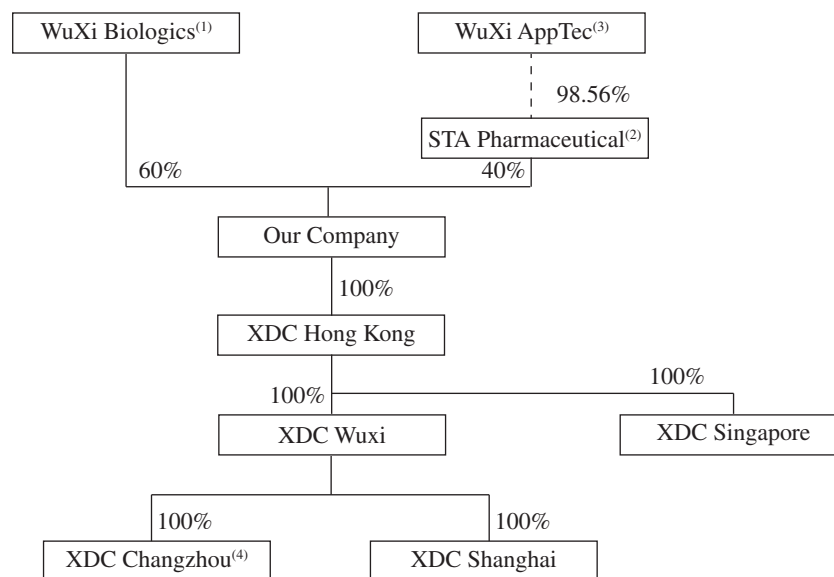 WuXi Biologics(1)
WuXi AppTec(3)
98.56%
STA Pharmaceutical(2)
60%
40%
Our Company
100%
XDC Hong Kong
100%
100%
XDC Wuxi
XDC Singapore
100%
100%
XDC Changzhou(4)
XDC Shanghai